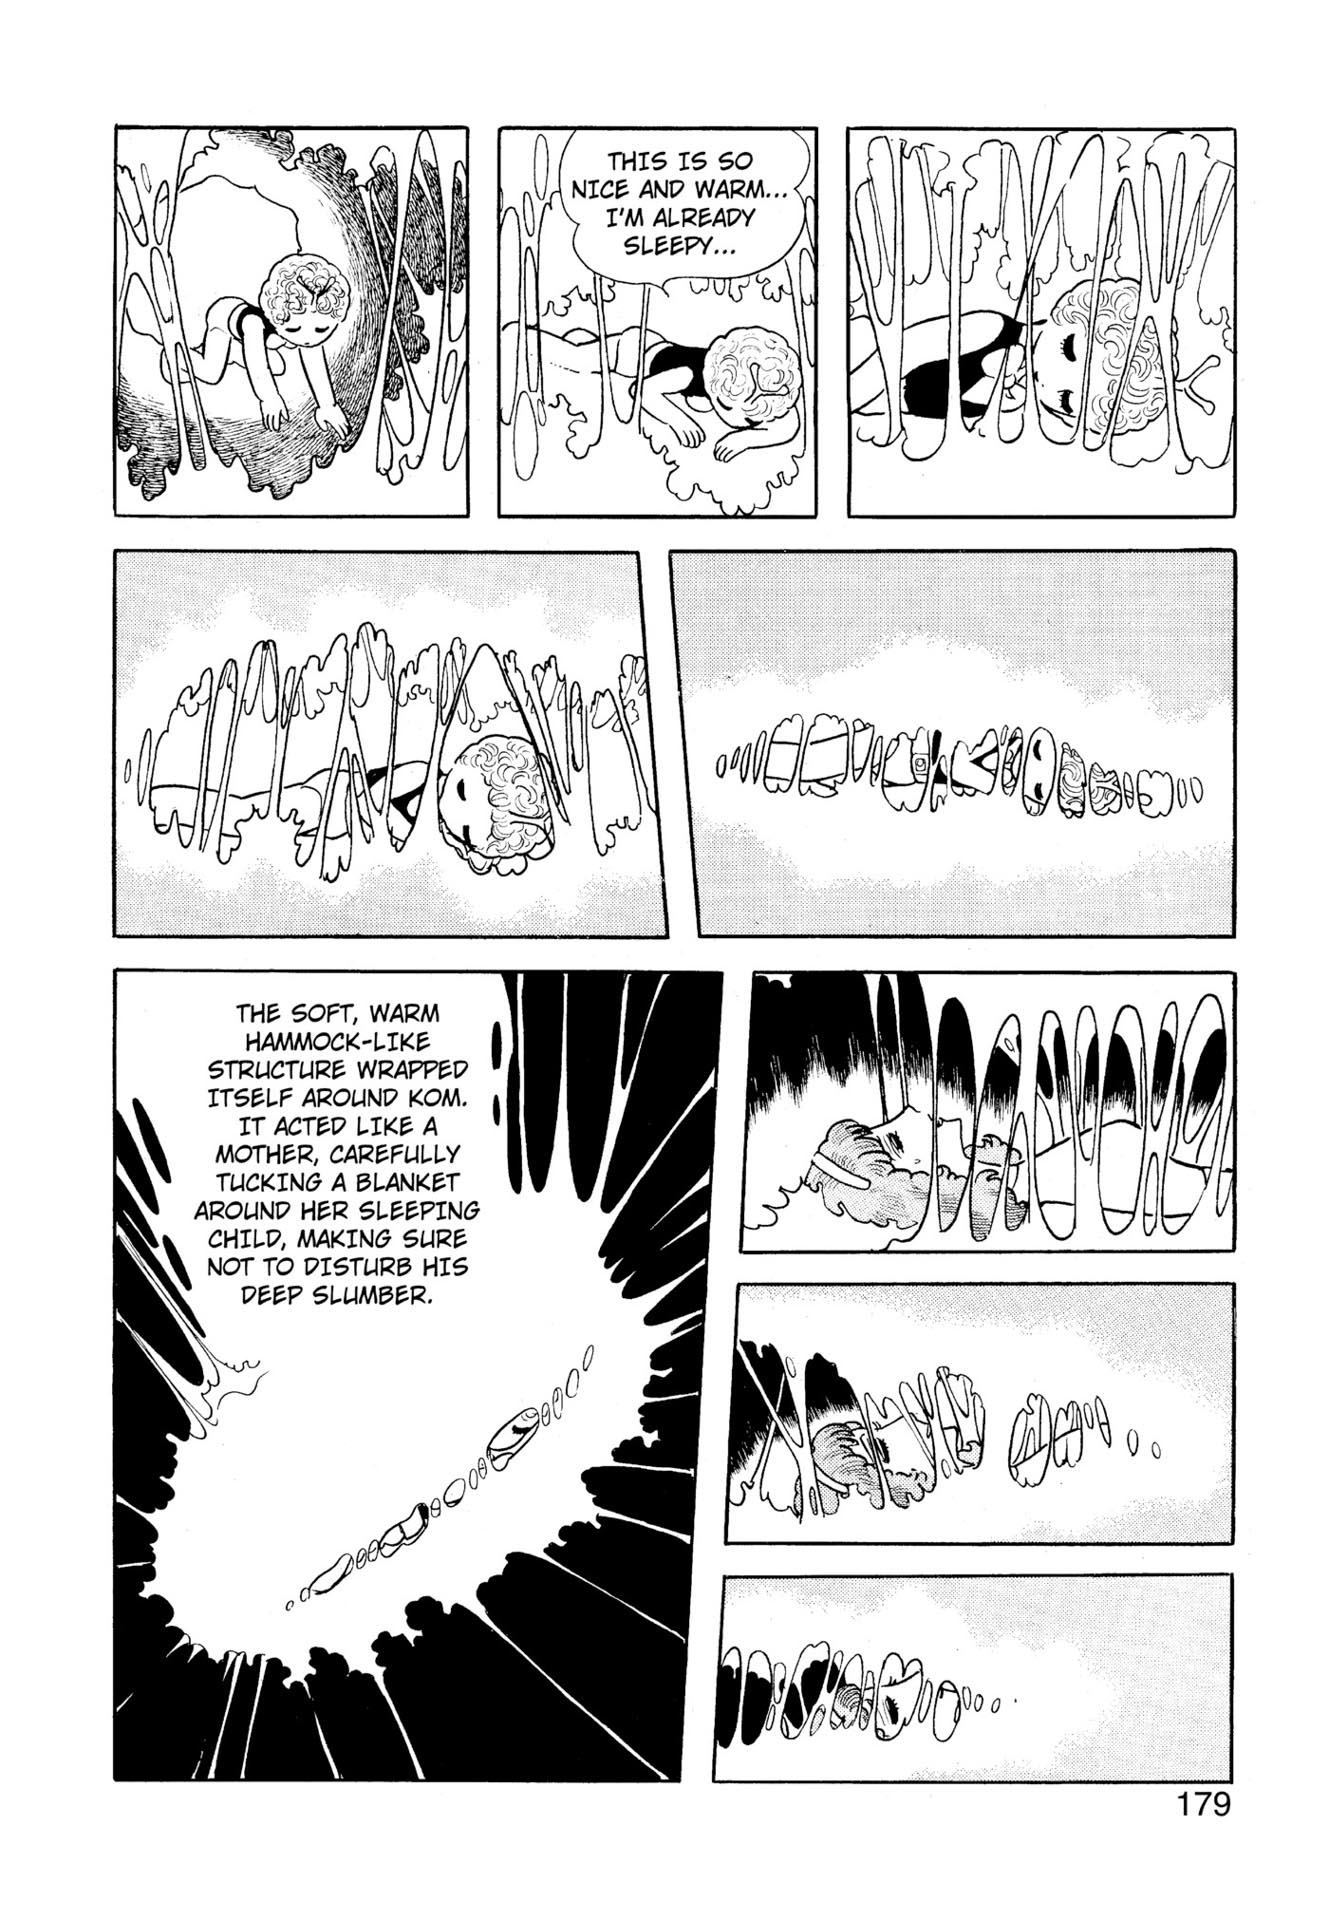 THIS IS SO
NICE AND WARM...
I'M ALREADY
SLEEPY...
THE SOFT, WARM
HAMMOCK-LIKE
STRUCTURE WRAPPED
ITSELF AROUND KOM.
IT ACTED LIKE A
MOTHER, CAREFULLY
TUCKING A BLANKET
AROUND HER SLEEPING
CHILD, MAKING SURE
NOT TO DISTURB HIS
DEEP SLUMBER.
179